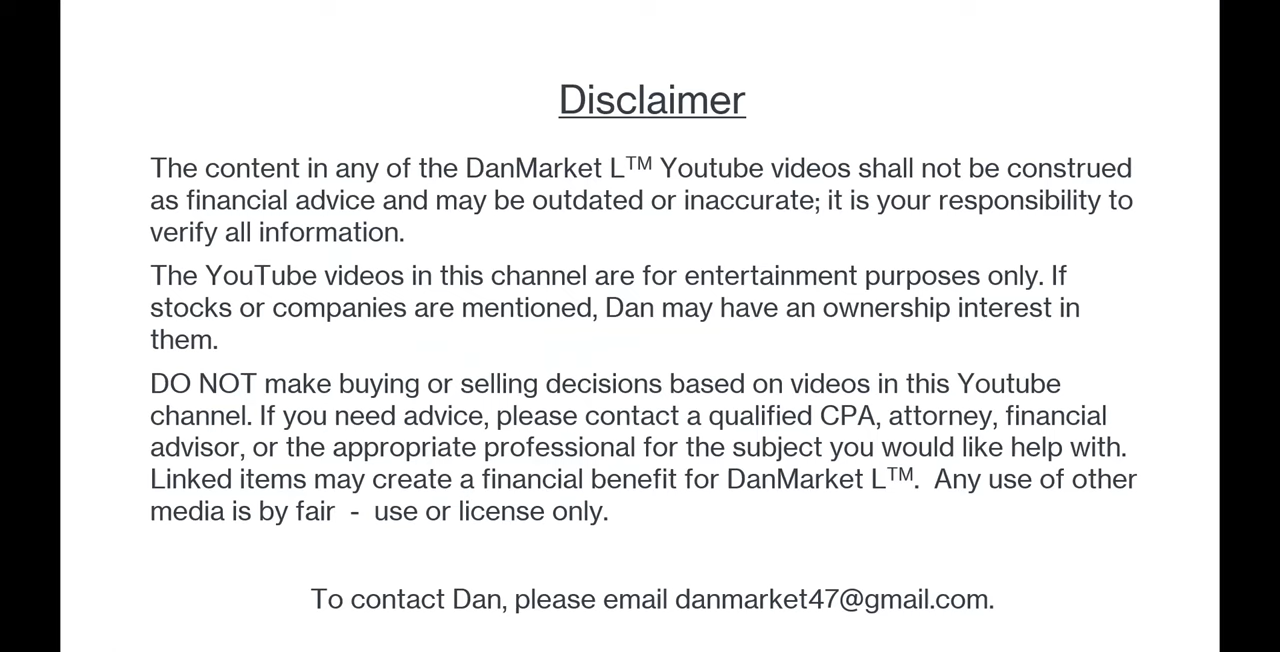 Disclaimer
The content in any of the DanMarket L™ Youtube videos shall not be construed
as financial advice and may be outdated or inaccurate; it is your responsibility to
verify all information.
The YouTube videos in this channel are for entertainment purposes only. If
stocks or companies are mentioned, Dan may have an ownership interest in
them.
DO NOT make buying or selling decisions based on videos in this Youtube
channel. If you need advice, please contact a qualified CPA, attorney, financial
advisor, or the appropriate professional for the subject you would like help with.
Linked items may create a financial benefit for DanMarket L™.  Any use of other
media is by fair  -  use or license only.
To contact Dan, please email danmarket47@gmail.com.